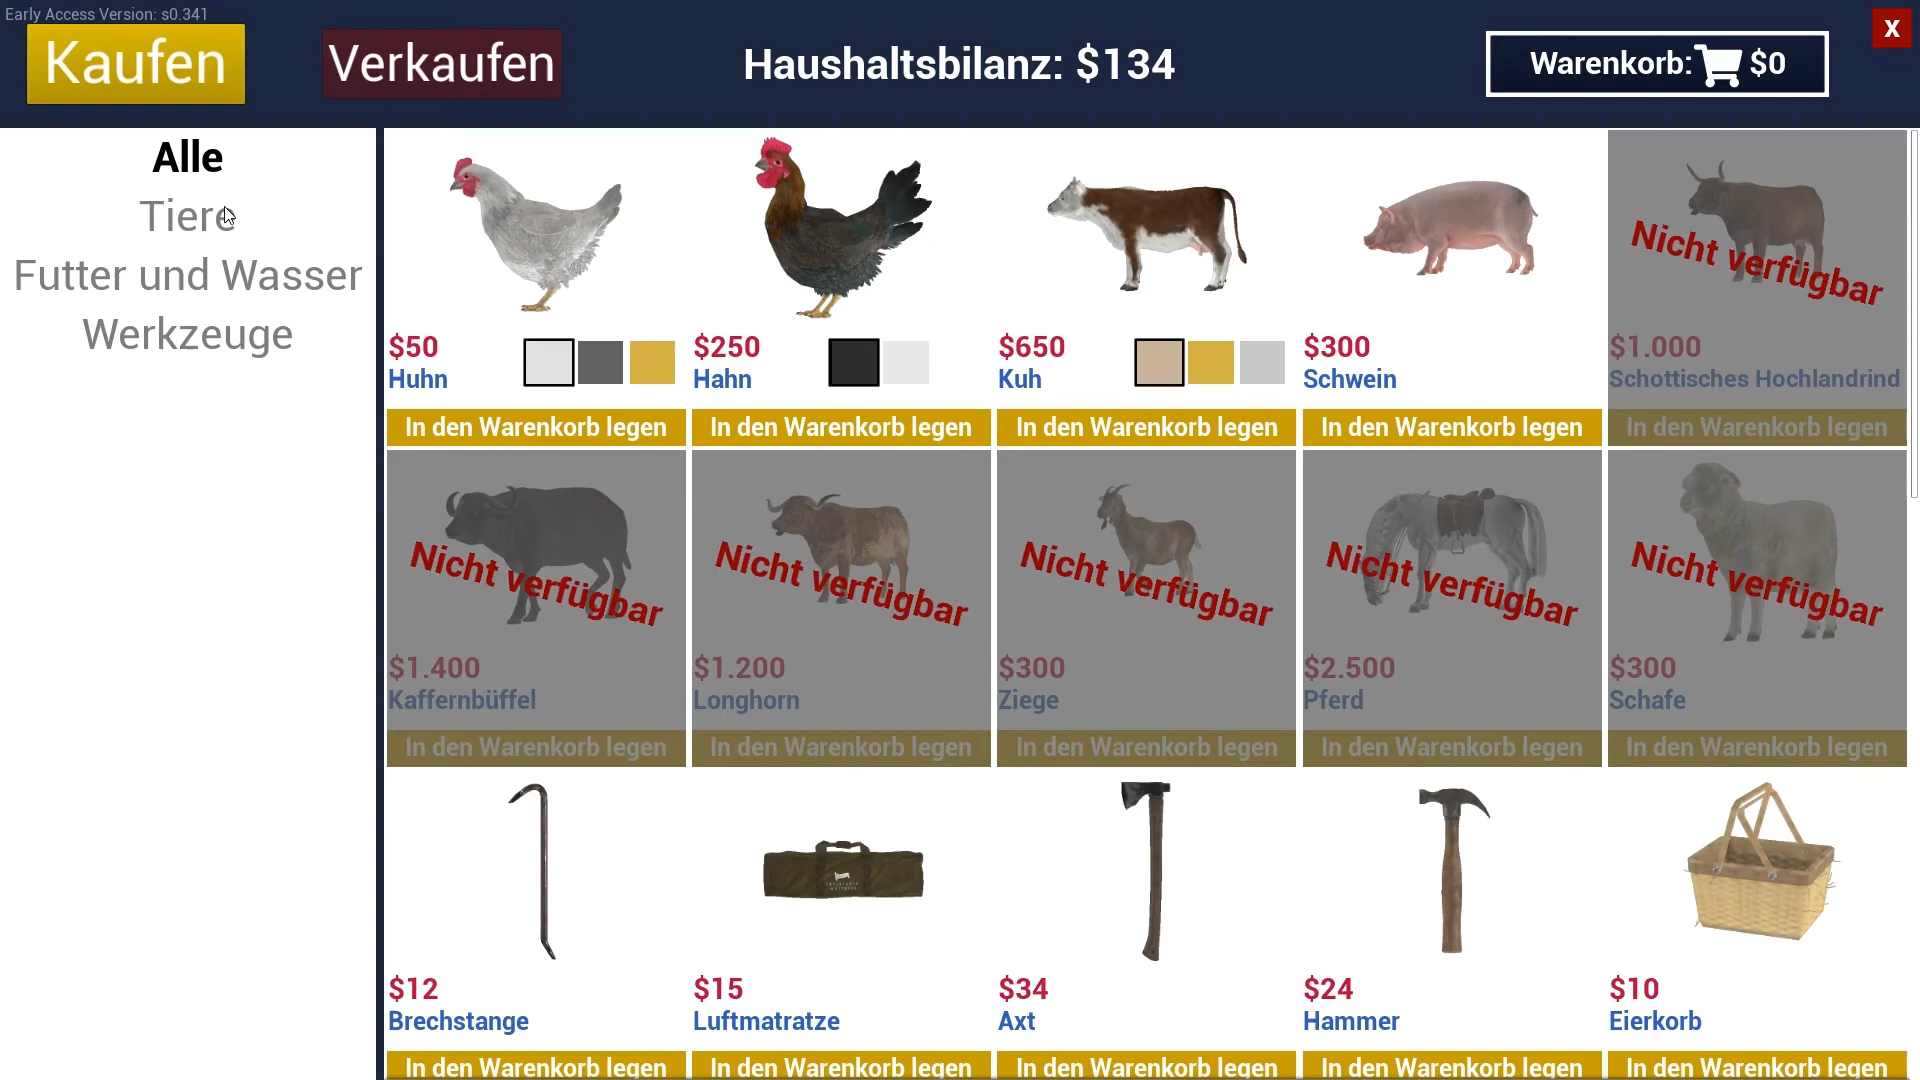 Early Access Version: s0.341
Kaufen
Verkaufen
Haushaltsbilanz: $134
Warenkorb: $0
X
Alle
Tiere
Futter und Wasser
Werkzeuge
$50
Huhn
In den Warenkorb legen
$250
Hahn
In den Warenkorb legen
$650
Kuh
In den Warenkorb legen
$300
Schwein
In den Warenkorb legen
Nicht verfügbar
$1.000
Schottisches Hochlandrind
In den Warenkorb legen
Nicht verfügbar
$1.400
Kaffernbüffel
In den Warenkorb legen
Nicht verfügbar
$1.200
Longhorn
In den Warenkorb legen
Nicht verfügbar
$300
Ziege
In den Warenkorb legen
Nicht verfügbar
$2.500
Pferd
In den Warenkorb legen
Nicht verfügbar
$300
Schafe
In den Warenkorb legen
$12
Brechstange
In den Warenkorb legen
$15
Luftmatratze
In den Warenkorb legen
$34
Axt
In den Warenkorb legen
$24
Hammer
In den Warenkorb legen
$10
Eierkorb
In den Warenkorb legen